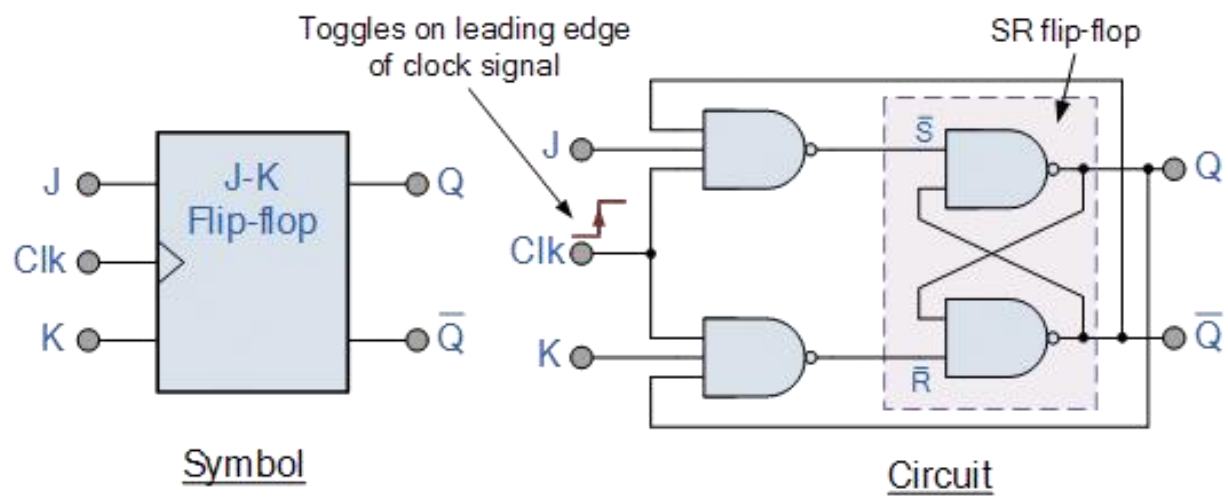 Toggles on leading edge
of clock signal
SR flip-flop
J
J-K
Flip-flop
Q
Clk
K
Q̅
Symbol
J
Clk
K
S̅
R̅
Q
Q̅
Circuit